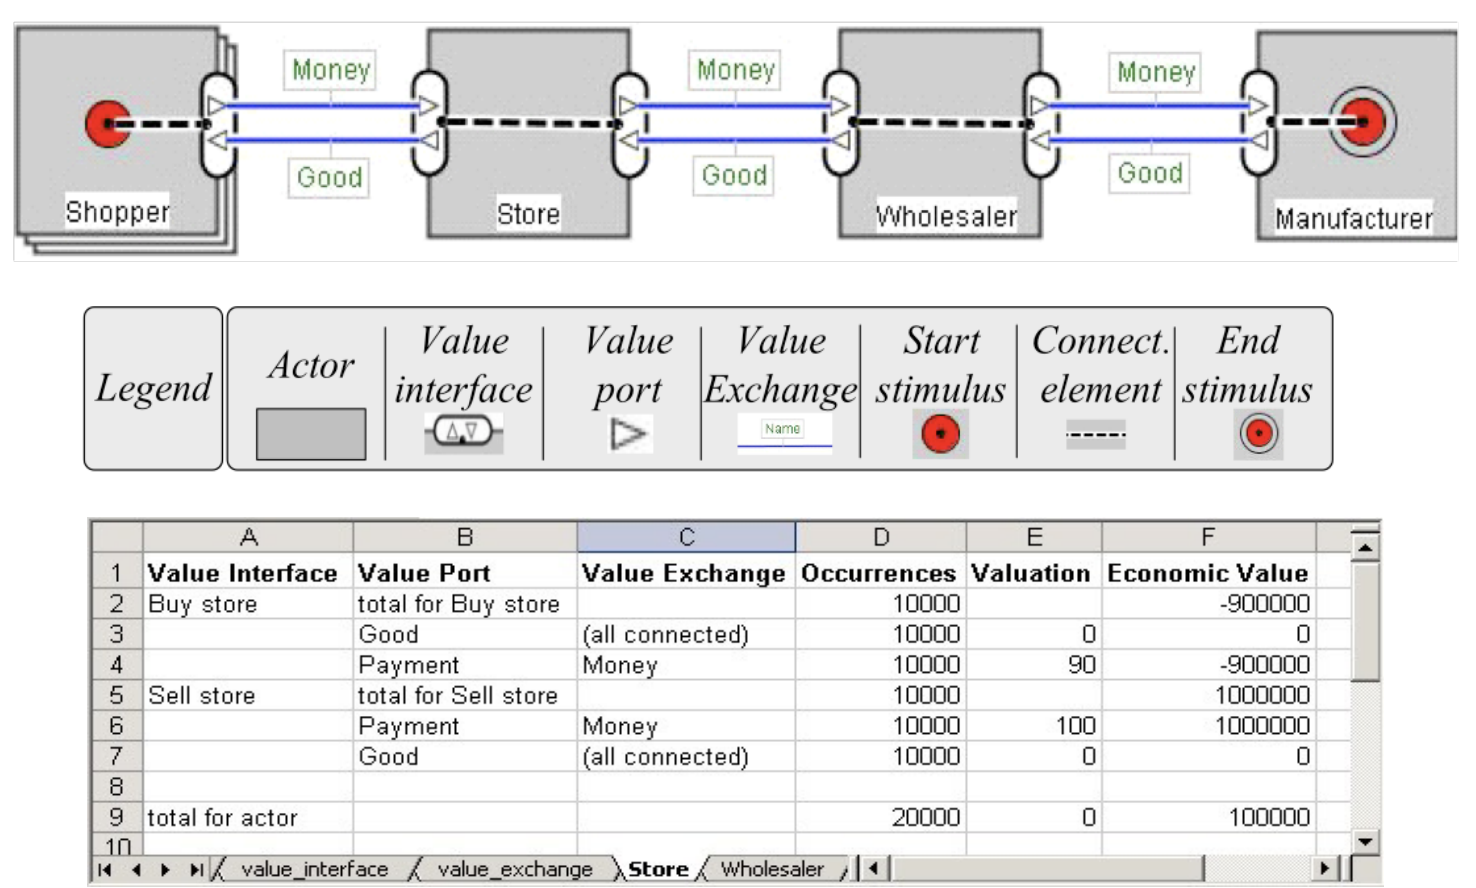 Money Money Money
Good Good Good
Shopper Store Wholesaler Manufacturer
Legend
Actor
Value interface
Value port
Value Exchange
Name
Start stimulus
Connect. element
End stimulus
A B C D E F
1 Value Interface Value Port Value Exchange Occurrences Valuation Economic Value
2 Buy store total for Buy store 10000 -900000
3 Good (all connected) 10000 0 0
4 Payment Money 10000 90 -900000
5 Sell store total for Sell store 10000 1000000
6 Payment Money 10000 100 1000000
7 Good (all connected) 10000 0 0
8
9 total for actor 20000 0 100000
10
value_interface value_exchange Store Wholesaler